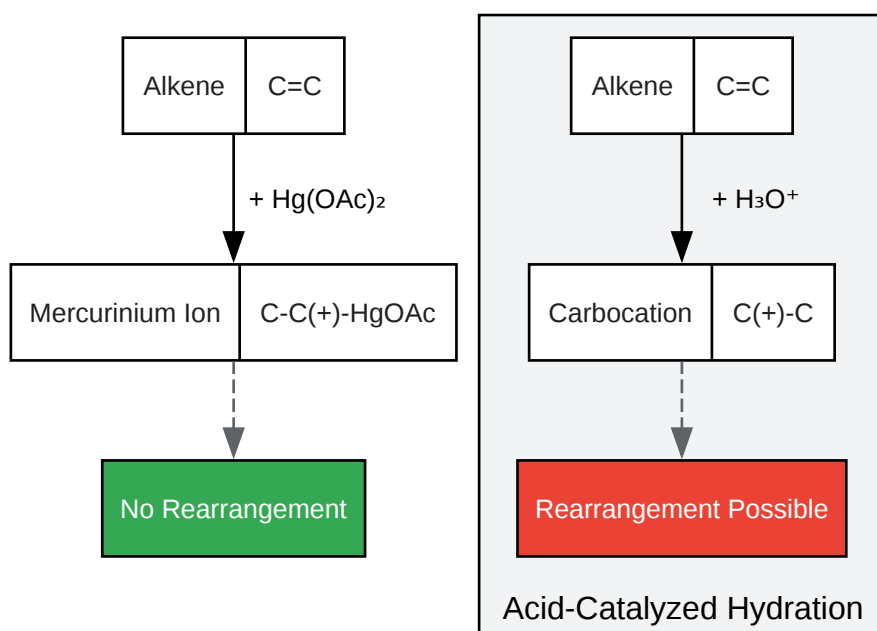 Alkene C=C
+ Hg(OAc)₂
Mercurinium Ion C-C(+)-HgOAc
No Rearrangement
Alkene C=C
+ H₃O⁺
Carbocation C(+)-C
Rearrangement Possible
Acid-Catalyzed Hydration